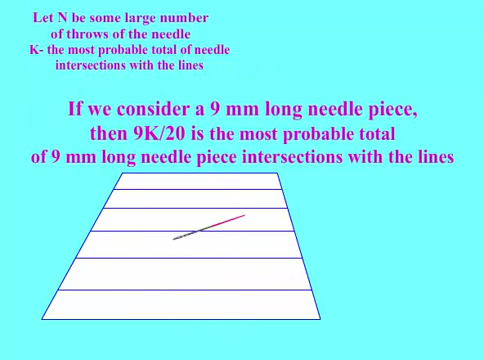 Let N be some large number
of throws of the needle
K- the most probable total of needle
intersections with the lines
If we consider a 9 mm long needle piece,
then 9K/20 is the most probable total
of 9 mm long needle piece intersections with the lines